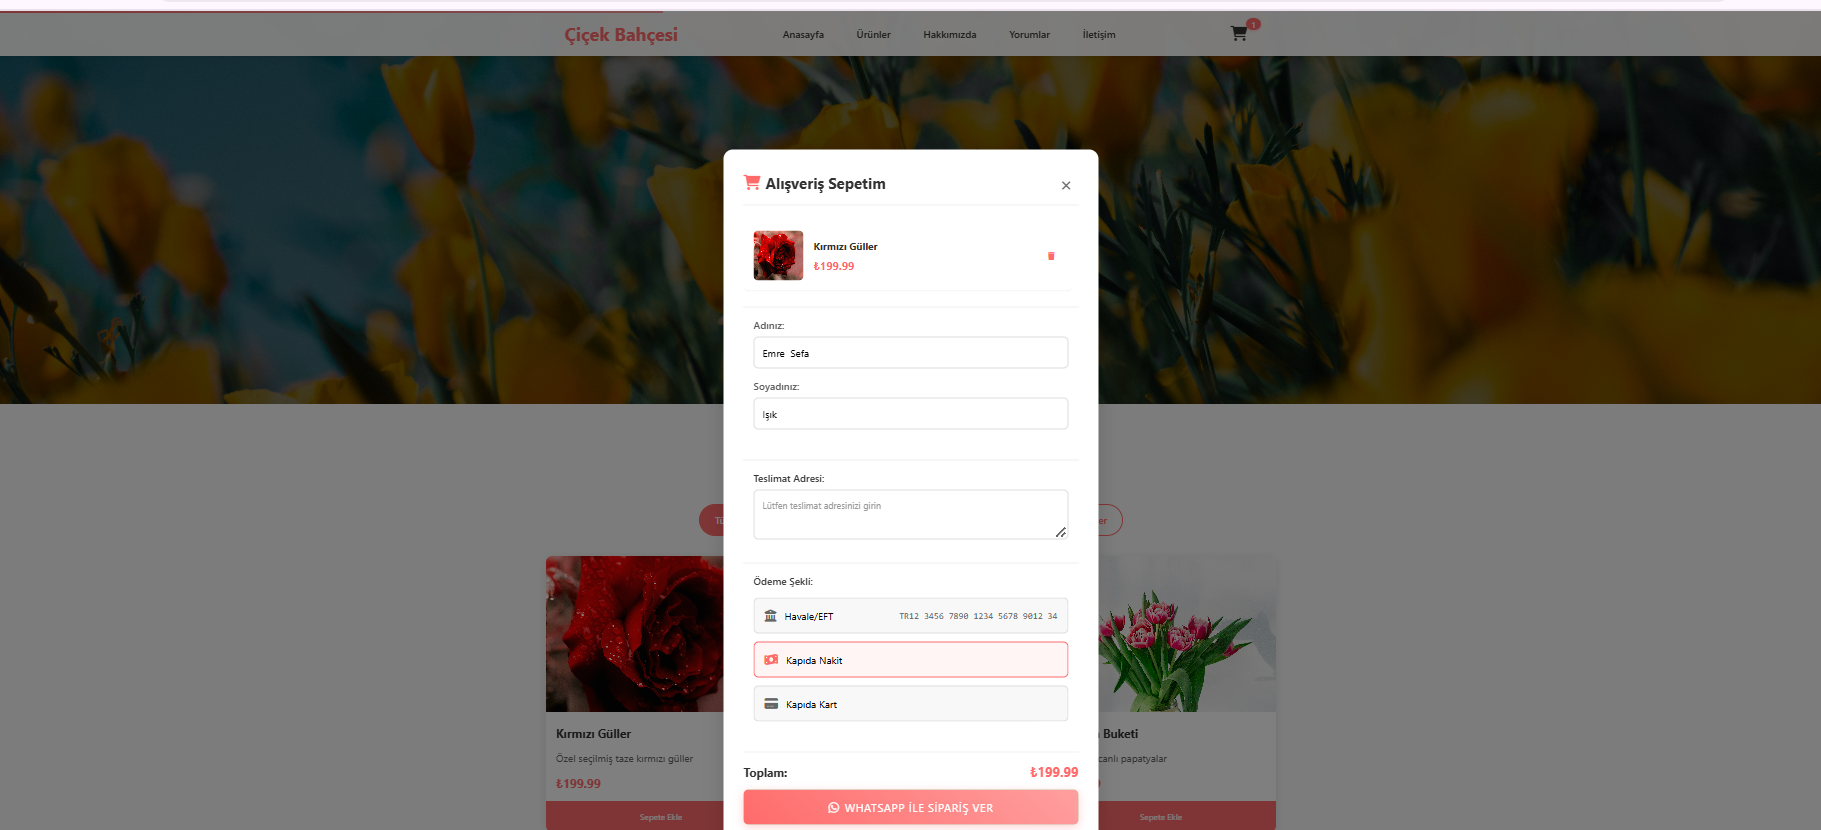 Çiçek Bahçesi
Anasayfa Ürünler Hakkımızda Yorumlar İletişim
1
Alışveriş Sepetim
×
Kırmızı Güller
₺199.99
Adınız:
Emre Sefa
Soyadınız:
Işık
Teslimat Adresi:
Lütfen teslimat adresinizi girin
Ödeme Şekli:
Havale/EFT TR12 3456 7890 1234 5678 9012 34
Kapıda Nakit
Kapıda Kart
Toplam: ₺199.99
WHATSAPP İLE SİPARİŞ VER
Kırmızı Güller
Özel seçilmiş taze kırmızı güller
₺199.99
Sepete Ekle
Buketi
canlı papatyalar
Sepete Ekle